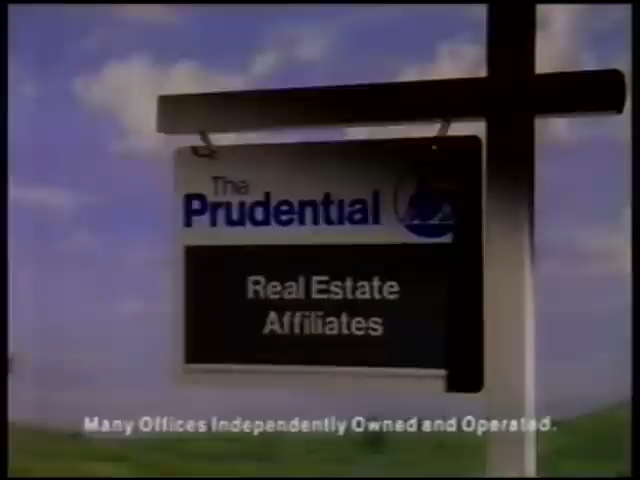 The
Prudential
Real Estate
Affiliates
Many Offices Independently Owned and Operated.